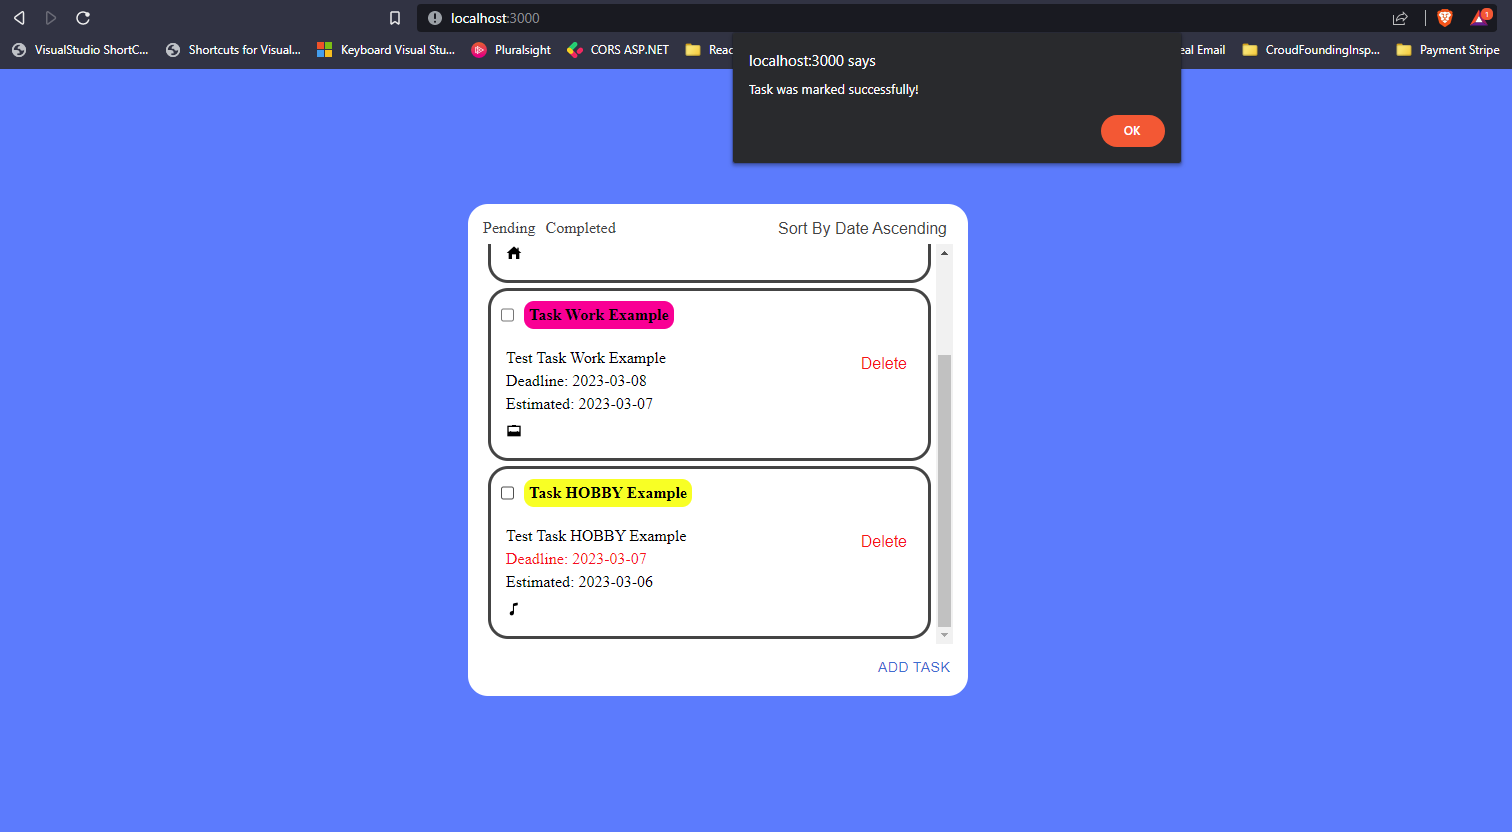 localhost:3000
VisualStudio ShortC...
Shortcuts for Visual...
Keyboard Visual Stu...
Pluralsight
CORS ASP.NET
Reac
eal Email
CroudFoundingInsp...
Payment Stripe
1
localhost:3000 says
Task was marked successfully!
OK
Pending Completed Sort By Date Ascending
Task Work Example
Test Task Work Example
Delete
Deadline: 2023-03-08
Estimated: 2023-03-07
Task HOBBY Example
Test Task HOBBY Example
Delete
Deadline: 2023-03-07
Estimated: 2023-03-06
ADD TASK